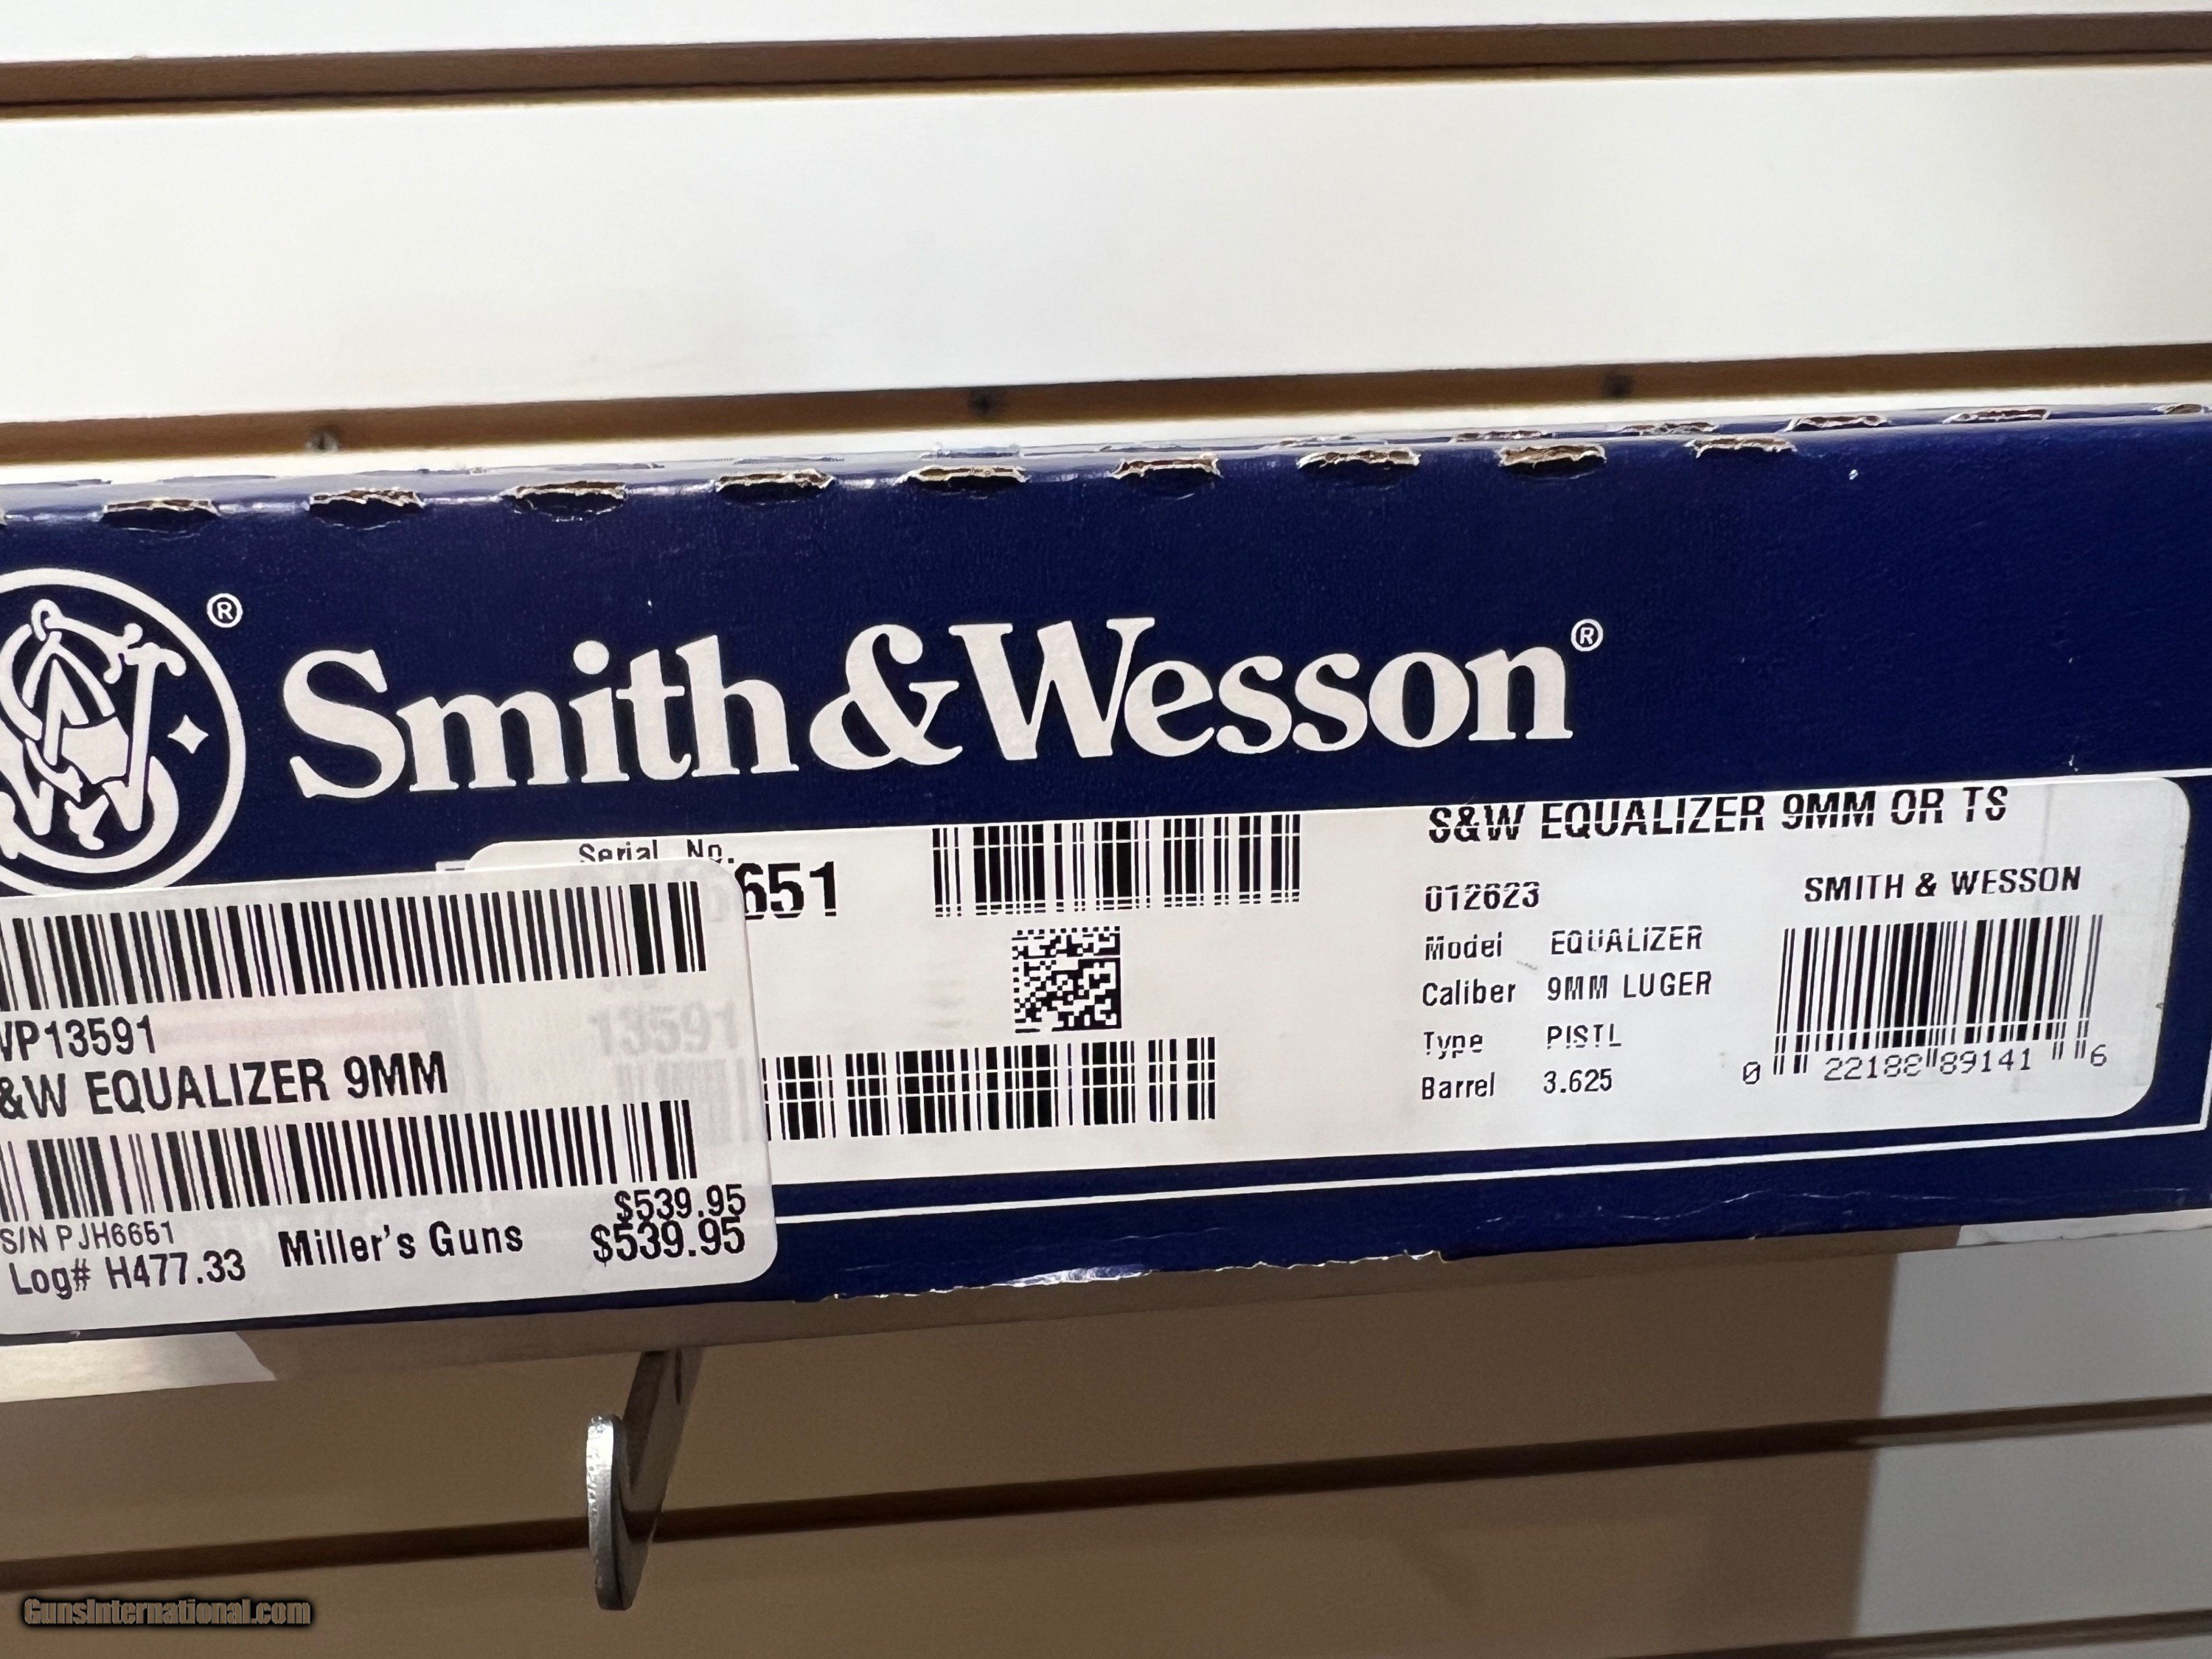 ®
Smith & Wesson®
Serial No.
651
S&W EQUALIZER 9MM OR TS
012623
SMITH & WESSON
Model EQUALIZER
Caliber 9MM LUGER
Type PISTL
Barrel 3.625
0 22188 89141 6
VP13591
&W EQUALIZER 9MM
13591
$539.95
S/N PJH6651
Miller's Guns
$539.95
Log# H477.33
GunsInternational.com